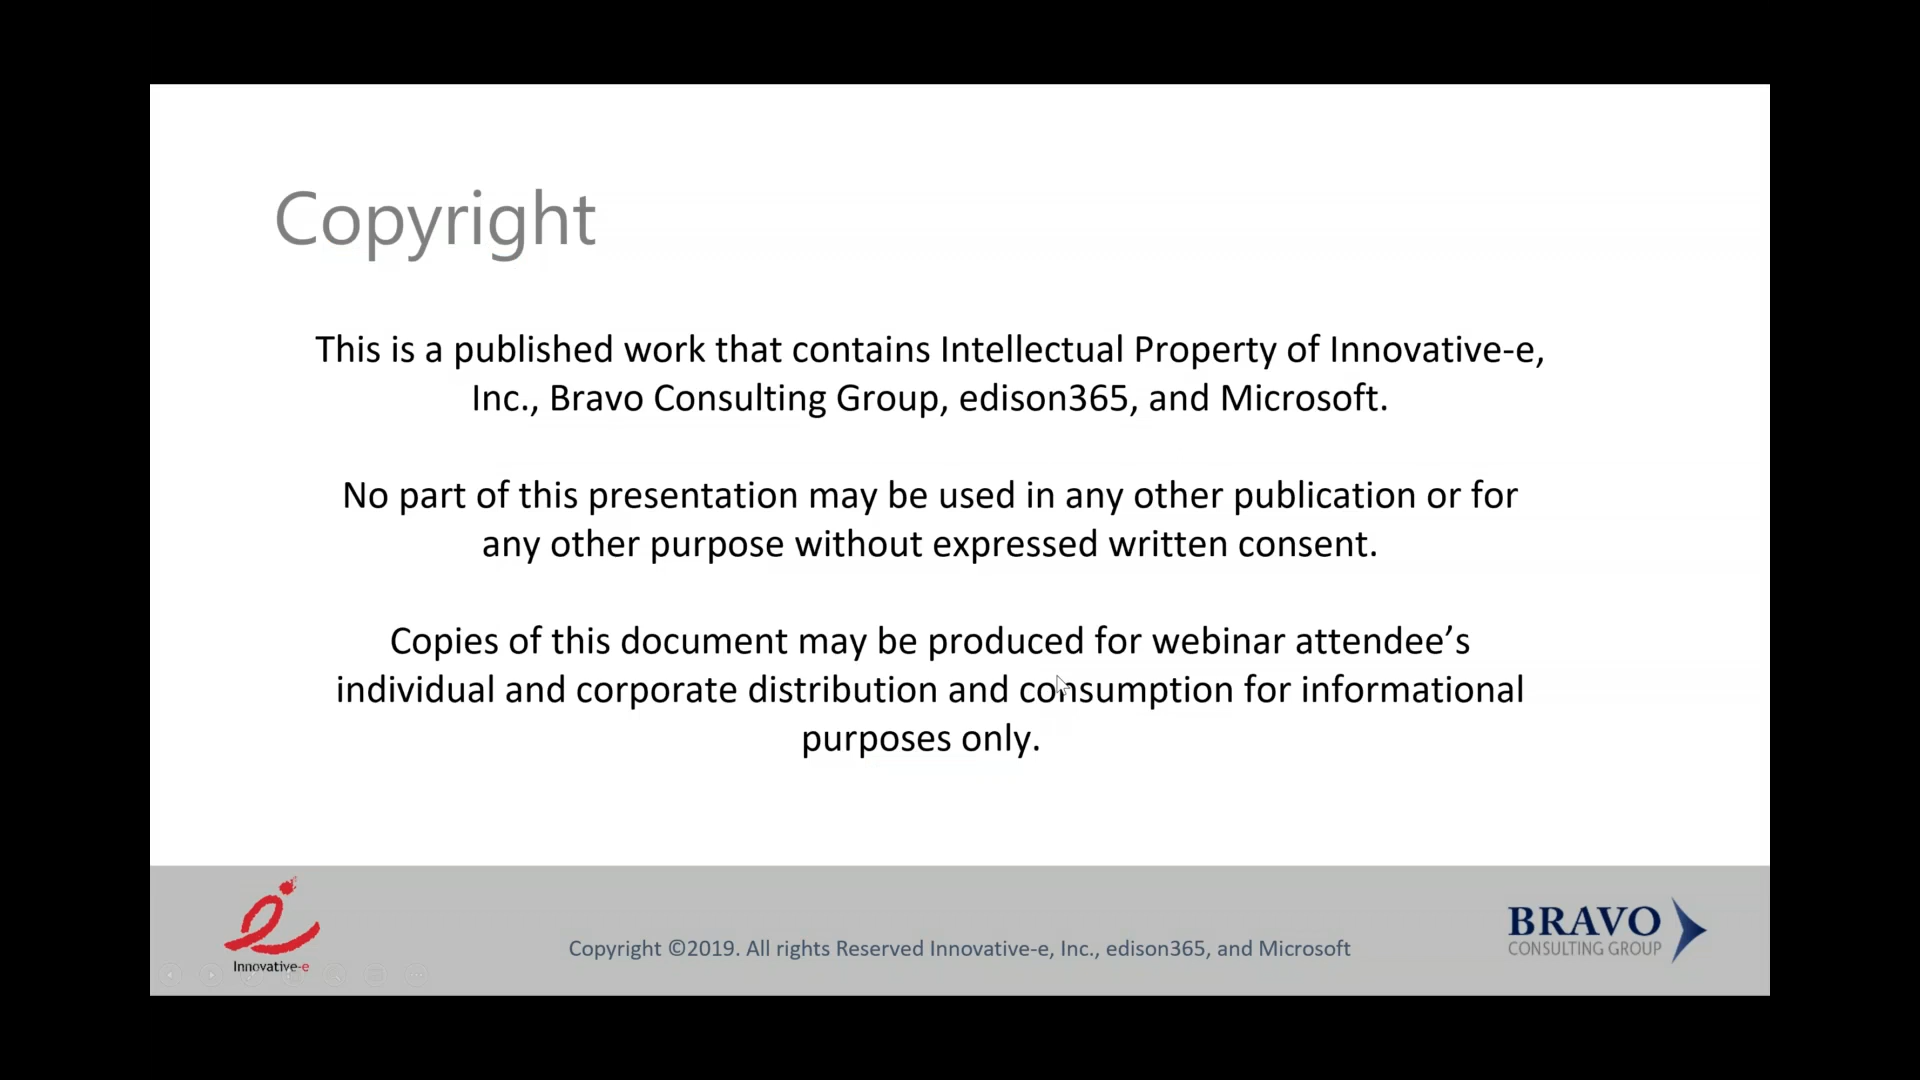 Copyright
This is a published work that contains Intellectual Property of Innovative-e,
Inc., Bravo Consulting Group, edison365, and Microsoft.
No part of this presentation may be used in any other publication or for
any other purpose without expressed written consent.
Copies of this document may be produced for webinar attendee’s
individual and corporate distribution and consumption for informational
purposes only.
Innovative-e
Copyright ©2019. All rights Reserved Innovative-e, Inc., edison365, and Microsoft
BRAVO
CONSULTING GROUP